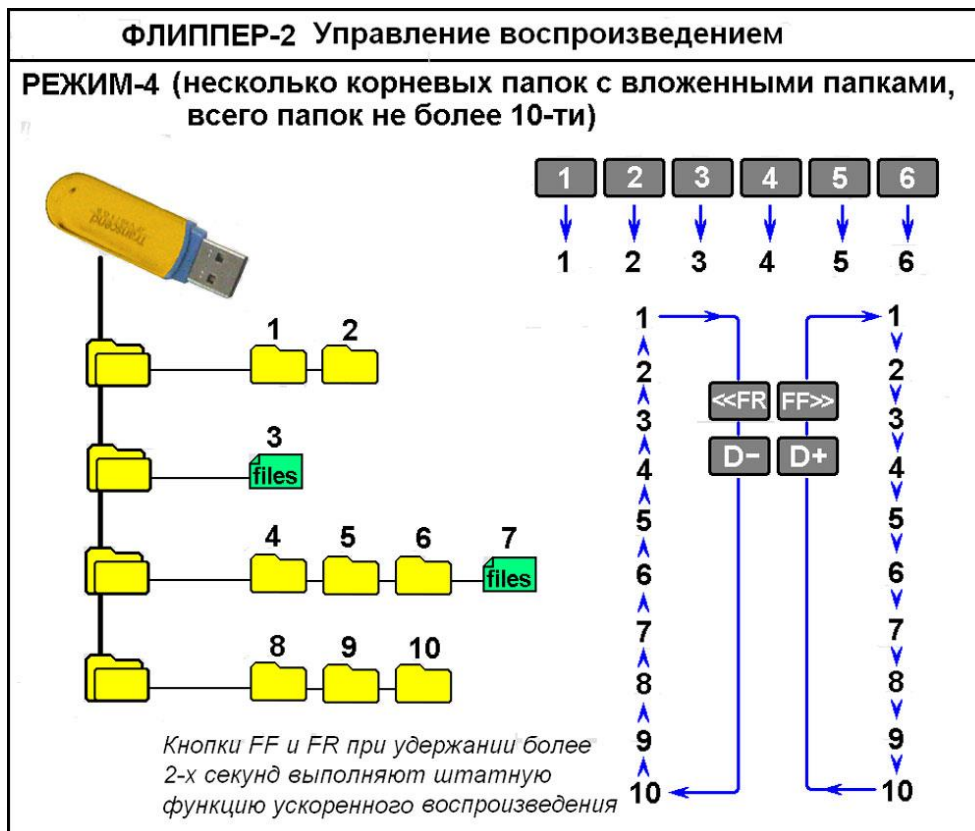 ФЛИППЕР-2 Управление воспроизведением
РЕЖИМ-4 (несколько корневых папок с вложенными папками,
всего папок не более 10-ти)
1 2 3 4 5 6
1 2 3 4 5 6
Transcend
1 2
3
files
4 5 6 7
files
8 9 10
1
2
3
4
5
6
7
8
9
10
<<FR FF>>
D− D+
1
2
3
4
5
6
7
8
9
10
Кнопки FF и FR при удержании более
2-х секунд выполняют штатную
функцию ускоренного воспроизведения